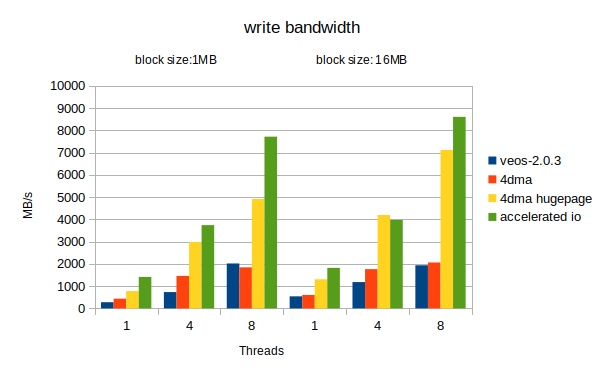 write bandwidth
block size:1MB
block size: 16MB
10000
9000
8000
7000
6000
5000
4000
3000
2000
1000
0
MB/s
1 4 8 1 4 8
Threads
veos-2.0.3
4dma
4dma hugepage
accelerated io